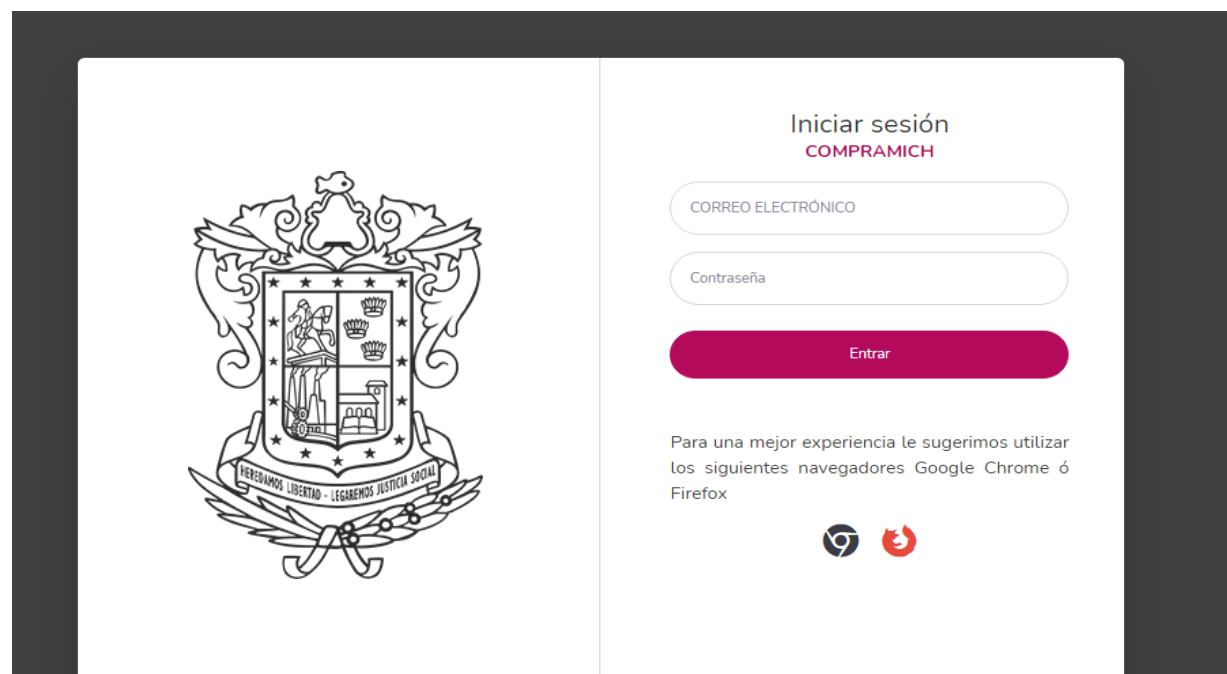 Iniciar sesión
COMPRAMICH
CORREO ELECTRÓNICO
Contraseña
Entrar
Para una mejor experiencia le sugerimos utilizar
los siguientes navegadores Google Chrome ó
Firefox
HEREDAMOS LIBERTAD - LEGAREMOS JUSTICIA SOCIAL